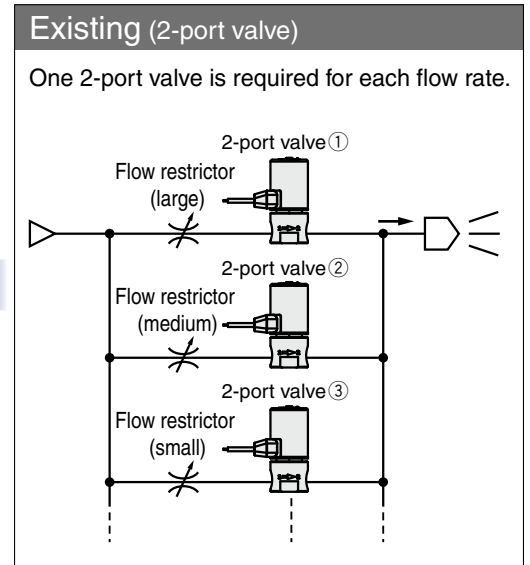 Existing (2-port valve)
One 2-port valve is required for each flow rate.
2-port valve①
Flow restrictor
(large)
2-port valve②
Flow restrictor
(medium)
2-port valve③
Flow restrictor
(small)